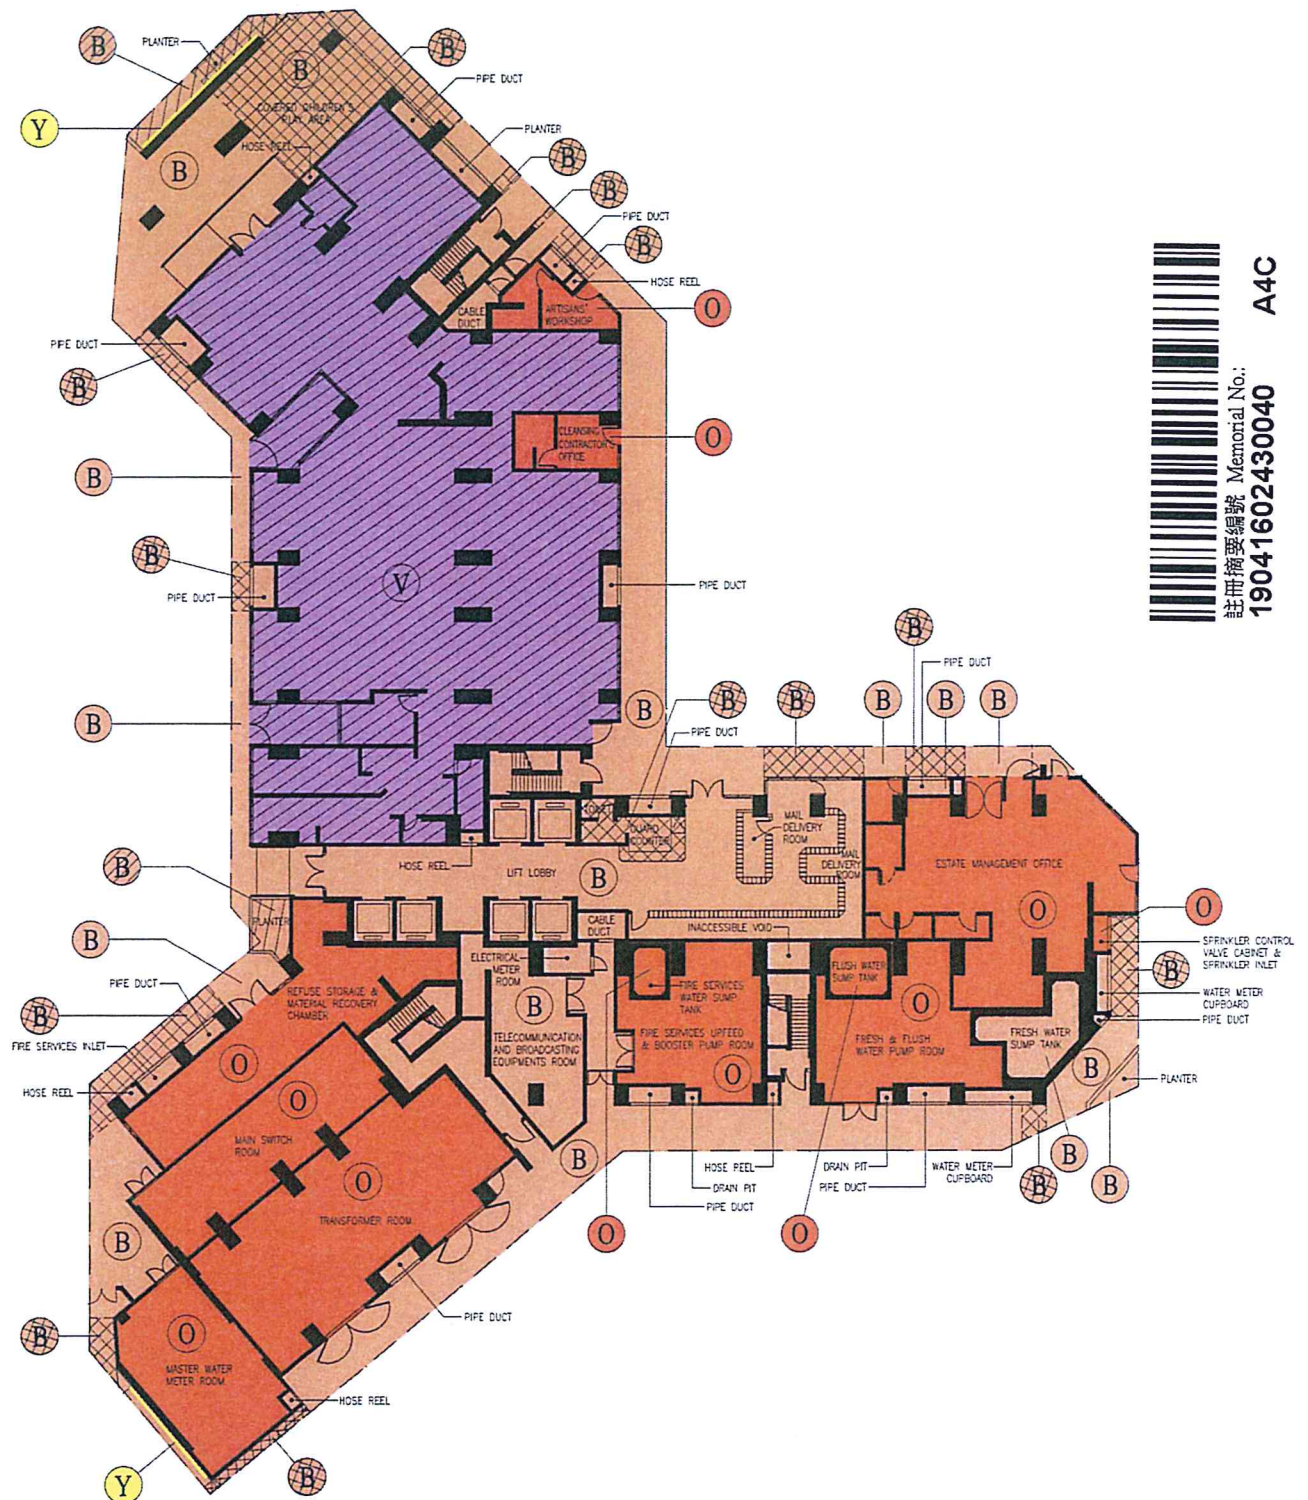 B
PLANTER
B
B
PIPE DUCT
COVERED CHILDREN'S
PLAY AREA
Y
PLANTER
HOSE REEL
B
B
B
PIPE DUCT
B
HOSE REEL
CABLE
DUCT
ARTISANS'
WORKSHOP
O
PIPE DUCT
B
CLEANSING
CONTRACTOR'S
OFFICE
O
B
B
V
PIPE DUCT
PIPE DUCT
註冊摘要編號 Memorial No.:
19041602430040
A4C
B
PIPE DUCT
B
B
B
PIPE DUCT
B
B
B
B
TOILET
GUARD
COUNTER
MAIL
DELIVERY
ROOM
MAIL
DELIVERY
ROOM
ESTATE MANAGEMENT OFFICE
HOSE REEL
LIFT LOBBY
B
B
PLANTER
O
O
CABLE
DUCT
INACCESSIBLE VOID
B
SPRINKLER CONTROL
VALVE CABINET &
SPRINKLER INLET
B
ELECTRICAL
METER
ROOM
FLUSH WATER
SUMP TANK
FIRE SERVICES
WATER SUMP
TANK
O
WATER METER
CUPBOARD
PIPE DUCT
REFUSE STORAGE &
MATERIAL RECOVERY
CHAMBER
PIPE DUCT
B
B
TELECOMMUNICATION
AND BROADCASTING
EQUIPMENTS ROOM
FIRE SERVICES UPFEED
& BOOSTER PUMP ROOM
FRESH & FLUSH
WATER PUMP ROOM
FRESH WATER
SUMP TANK
FIRE SERVICES INLET
O
O
B
PLANTER
HOSE REEL
O
MAIN SWITCH
ROOM
B
B
B
HOSE REEL
DRAIN PIT
WATER METER
CUPBOARD
B
O
DRAIN PIT
PIPE DUCT
B
TRANSFORMER ROOM
PIPE DUCT
B
O
O
PIPE DUCT
B
O
MASTER WATER
METER ROOM
HOSE REEL
Y
B